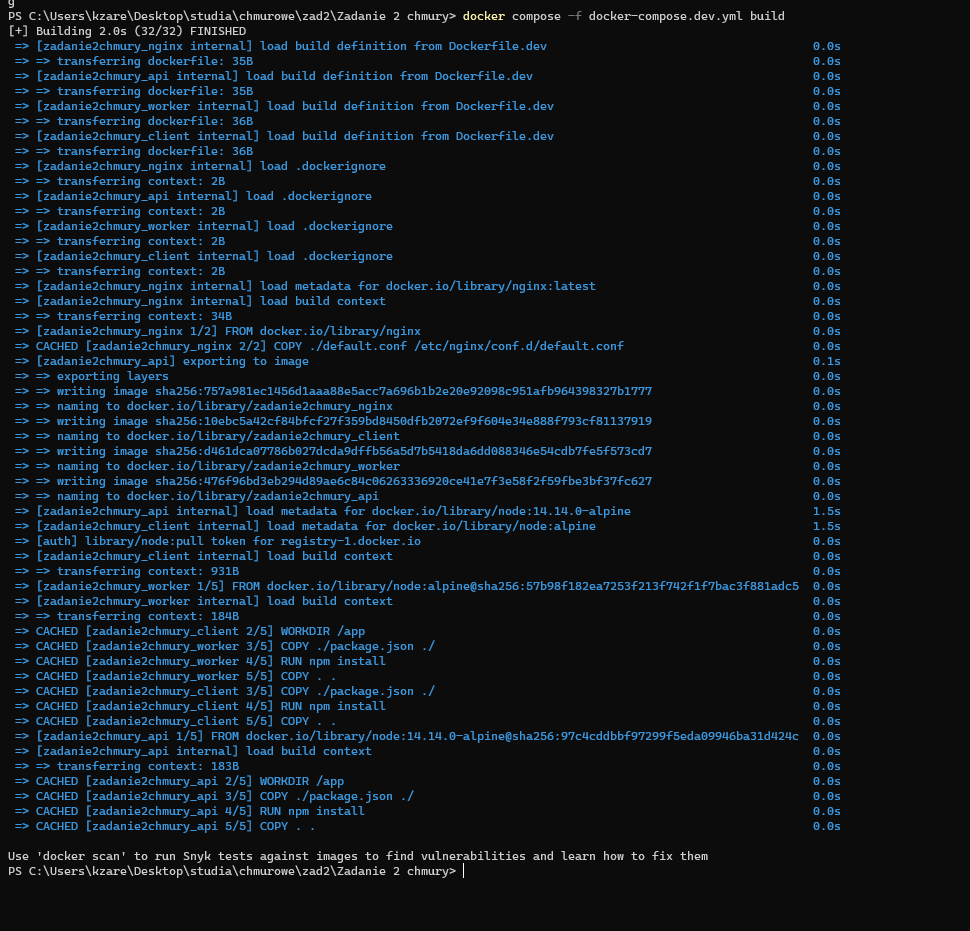 g
PS C:\Users\kzare\Desktop\studia\chmurowe\zad2\Zadanie 2 chmury> docker compose -f docker-compose.dev.yml build
[+] Building 2.0s (32/32) FINISHED
=> [zadanie2chmury_nginx internal] load build definition from Dockerfile.dev 0.0s
=> => transferring dockerfile: 35B 0.0s
=> [zadanie2chmury_api internal] load build definition from Dockerfile.dev 0.0s
=> => transferring dockerfile: 35B 0.0s
=> [zadanie2chmury_worker internal] load build definition from Dockerfile.dev 0.0s
=> => transferring dockerfile: 36B 0.0s
=> [zadanie2chmury_client internal] load build definition from Dockerfile.dev 0.0s
=> => transferring dockerfile: 36B 0.0s
=> [zadanie2chmury_nginx internal] load .dockerignore 0.0s
=> => transferring context: 2B 0.0s
=> [zadanie2chmury_api internal] load .dockerignore 0.0s
=> => transferring context: 2B 0.0s
=> [zadanie2chmury_worker internal] load .dockerignore 0.0s
=> => transferring context: 2B 0.0s
=> [zadanie2chmury_client internal] load .dockerignore 0.0s
=> => transferring context: 2B 0.0s
=> [zadanie2chmury_nginx internal] load metadata for docker.io/library/nginx:latest 0.0s
=> [zadanie2chmury_nginx internal] load build context 0.0s
=> => transferring context: 34B 0.0s
=> [zadanie2chmury_nginx 1/2] FROM docker.io/library/nginx 0.0s
=> CACHED [zadanie2chmury_nginx 2/2] COPY ./default.conf /etc/nginx/conf.d/default.conf 0.0s
=> [zadanie2chmury_api] exporting to image 0.1s
=> => exporting layers 0.0s
=> => writing image sha256:757a981ec1456d1aaa88e5acc7a696b1b2e20e92098c951afb964398327b1777 0.0s
=> => naming to docker.io/library/zadanie2chmury_nginx 0.0s
=> => writing image sha256:10ebc5a42cf84bfcf27f359bd8450dfb2072ef9f604e34e888f793cf81137919 0.0s
=> => naming to docker.io/library/zadanie2chmury_client 0.0s
=> => writing image sha256:d461dca07786b027dcda9dffb56a5d7b5418da6dd088346e54cdb7fe5f573cd7 0.0s
=> => naming to docker.io/library/zadanie2chmury_worker 0.0s
=> => writing image sha256:476f96bd3eb294d89ae6c84c06263336920ce41e7f3e58f2f59fbe3bf37fc627 0.0s
=> => naming to docker.io/library/zadanie2chmury_api 0.0s
=> [zadanie2chmury_api internal] load metadata for docker.io/library/node:14.14.0-alpine 1.5s
=> [zadanie2chmury_client internal] load metadata for docker.io/library/node:alpine 1.5s
=> [auth] library/node:pull token for registry-1.docker.io 0.0s
=> [zadanie2chmury_client internal] load build context 0.0s
=> => transferring context: 931B 0.0s
=> [zadanie2chmury_worker 1/5] FROM docker.io/library/node:alpine@sha256:57b98f182ea7253f213f742f1f7bac3f881adc5 0.0s
=> [zadanie2chmury_worker internal] load build context 0.0s
=> => transferring context: 184B 0.0s
=> CACHED [zadanie2chmury_client 2/5] WORKDIR /app 0.0s
=> CACHED [zadanie2chmury_worker 3/5] COPY ./package.json ./ 0.0s
=> CACHED [zadanie2chmury_worker 4/5] RUN npm install 0.0s
=> CACHED [zadanie2chmury_worker 5/5] COPY . . 0.0s
=> CACHED [zadanie2chmury_client 3/5] COPY ./package.json ./ 0.0s
=> CACHED [zadanie2chmury_client 4/5] RUN npm install 0.0s
=> CACHED [zadanie2chmury_client 5/5] COPY . . 0.0s
=> [zadanie2chmury_api 1/5] FROM docker.io/library/node:14.14.0-alpine@sha256:97c4cddbbf97299f5eda09946ba31d424c 0.0s
=> [zadanie2chmury_api internal] load build context 0.0s
=> => transferring context: 183B 0.0s
=> CACHED [zadanie2chmury_api 2/5] WORKDIR /app 0.0s
=> CACHED [zadanie2chmury_api 3/5] COPY ./package.json ./ 0.0s
=> CACHED [zadanie2chmury_api 4/5] RUN npm install 0.0s
=> CACHED [zadanie2chmury_api 5/5] COPY . . 0.0s
Use 'docker scan' to run Snyk tests against images to find vulnerabilities and learn how to fix them
PS C:\Users\kzare\Desktop\studia\chmurowe\zad2\Zadanie 2 chmury>